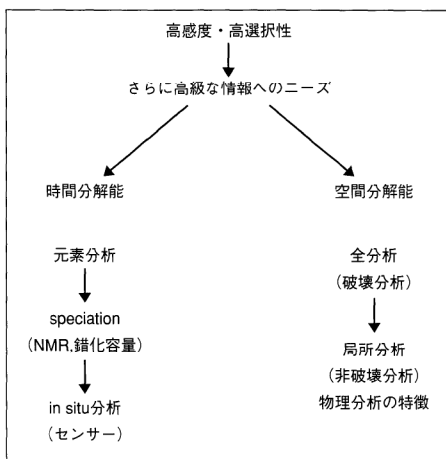 高感度・高選択性
さらに高級な情報へのニーズ
時間分解能
空間分解能
元素分析
speciation
(NMR,錯化容量)
in situ分析
(センサー)
全分析
(破壊分析)
局所分析
(非破壊分析)
物理分析の特徴